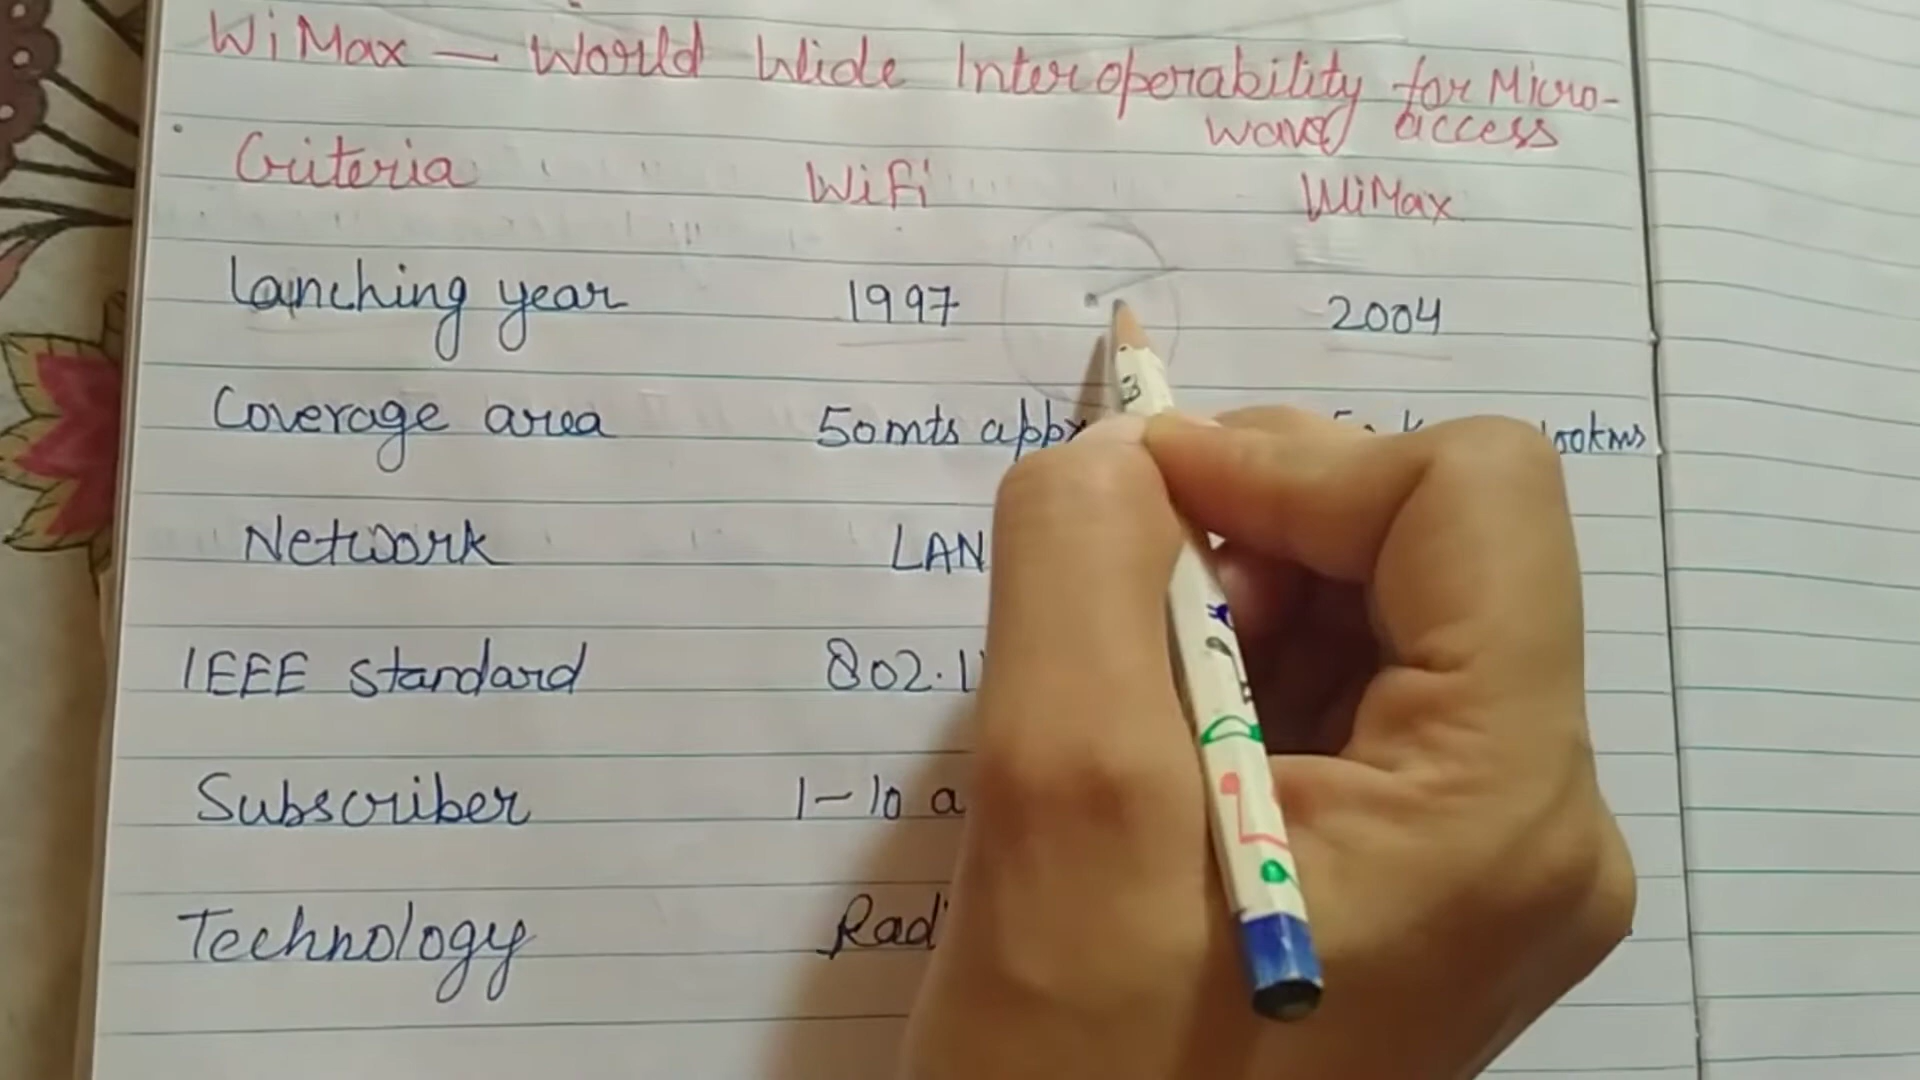 WiMax — World Wide Interoperability for Micro-
wave access
Criteria WiFi WiMax
Lanching year 1997 2004
Coverage area 50mts appx
Network LAN
IEEE standard 802.1
Subscriber 1-10 a
Technology Rad